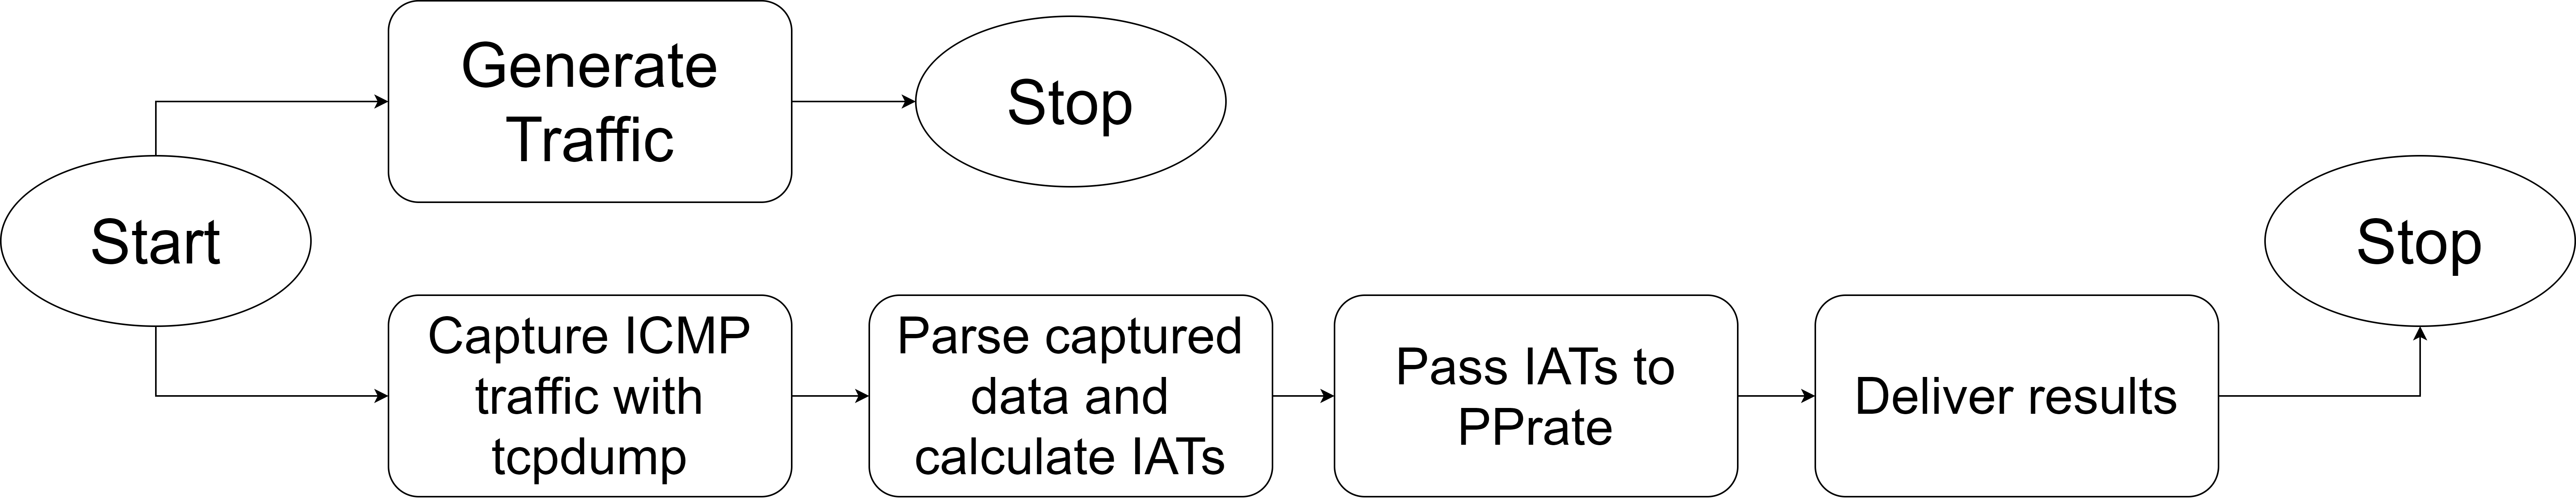 Generate
Traffic
Stop
Start
Stop
Capture ICMP
traffic with
tcpdump
Parse captured
data and
calculate IATs
Pass IATs to
PPrate
Deliver results